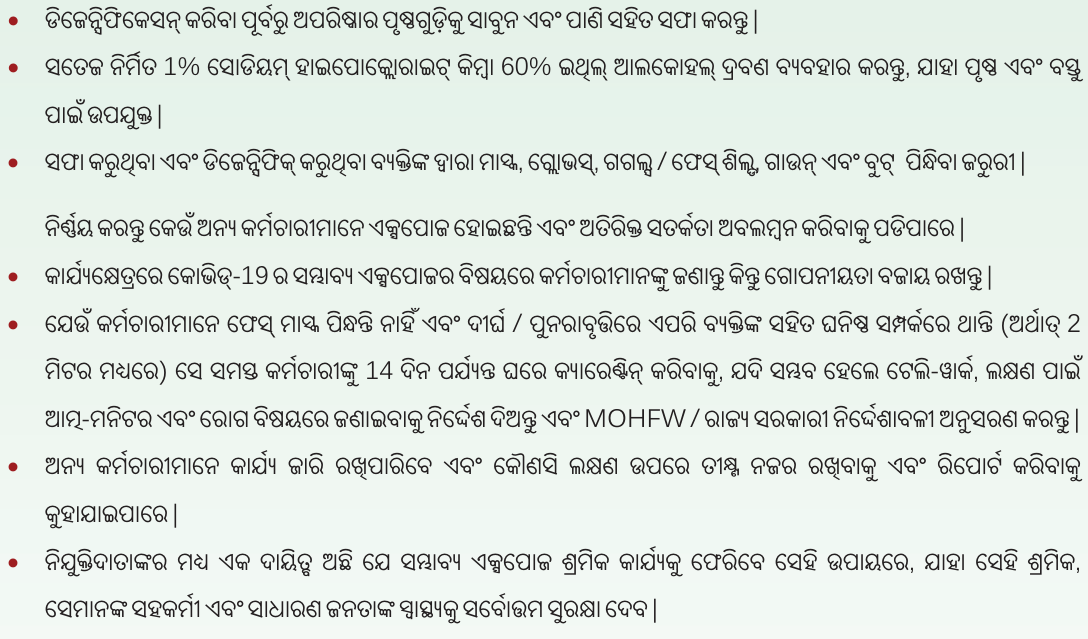 • ଡିଜେନ୍ସିଫିକେସନ୍ କରିବା ପୂର୍ବରୁ ଅପରିଷ୍କାର ପୃଷ୍ଠଗୁଡ଼ିକୁ ସାବୁନ ଏବଂ ପାଣି ସହିତ ସଫା କରନ୍ତୁ |
• ସତେଜ ନିର୍ମିତ 1% ସୋଡିୟମ୍ ହାଇପୋକ୍ଲୋରାଇଟ୍ କିମ୍ବା 60% ଇଥିଲ୍ ଆଲକୋହଲ୍ ଦ୍ରବଣ ବ୍ୟବହାର କରନ୍ତୁ, ଯାହା ପୃଷ୍ଠ ଏବଂ ବସ୍ତୁ
ପାଇଁ ଉପଯୁକ୍ତ |
• ସଫା କରୁଥିବା ଏବଂ ଡିଜେନ୍ସିଫିକ୍ କରୁଥିବା ବ୍ୟକ୍ତିଙ୍କ ଦ୍ୱାରା ମାସ୍କ, ଗ୍ଲୋଭସ୍, ଗଗଲ୍ସ / ଫେସ୍ ଶିଲ୍ଡ, ଗାଉନ୍ ଏବଂ ବୁଟ୍ ପିନ୍ଧିବା ଜରୁରୀ |
ନିର୍ଣ୍ଣୟ କରନ୍ତୁ କେଉଁ ଅନ୍ୟ କର୍ମଚାରୀମାନେ ଏକ୍ସପୋଜ ହୋଇଛନ୍ତି ଏବଂ ଅତିରିକ୍ତ ସତର୍କତା ଅବଲମ୍ବନ କରିବାକୁ ପଡିପାରେ |
• କାର୍ଯ୍ୟକ୍ଷେତ୍ରରେ କୋଭିଡ୍-19 ର ସମ୍ଭାବ୍ୟ ଏକ୍ସପୋଜର ବିଷୟରେ କର୍ମଚାରୀମାନଙ୍କୁ ଜଣାନ୍ତୁ କିନ୍ତୁ ଗୋପନୀୟତା ବଜାୟ ରଖନ୍ତୁ |
• ଯେଉଁ କର୍ମଚାରୀମାନେ ଫେସ୍ ମାସ୍କ ପିନ୍ଧନ୍ତି ନାହିଁ ଏବଂ ଦୀର୍ଘ / ପୁନରାବୃତ୍ତିରେ ଏପରି ବ୍ୟକ୍ତିଙ୍କ ସହିତ ଘନିଷ୍ଠ ସମ୍ପର୍କରେ ଥାନ୍ତି (ଅର୍ଥାତ୍ 2
ମିଟର ମଧ୍ୟରେ) ସେ ସମସ୍ତ କର୍ମଚାରୀଙ୍କୁ 14 ଦିନ ପର୍ଯ୍ୟନ୍ତ ଘରେ କ୍ୟାରେଣ୍ଟିନ୍ କରିବାକୁ, ଯଦି ସମ୍ଭବ ହେଲେ ଟେଲି-ୱାର୍କ, ଲକ୍ଷଣ ପାଇଁ
ଆତ୍ମ-ମନିଟର ଏବଂ ରୋଗ ବିଷୟରେ ଜଣାଇବାକୁ ନିର୍ଦ୍ଦେଶ ଦିଅନ୍ତୁ ଏବଂ MOHFW / ରାଜ୍ୟ ସରକାରୀ ନିର୍ଦ୍ଦେଶାବଳୀ ଅନୁସରଣ କରନ୍ତୁ |
• ଅନ୍ୟ କର୍ମଚାରୀମାନେ କାର୍ଯ୍ୟ ଜାରି ରଖିପାରିବେ ଏବଂ କୌଣସି ଲକ୍ଷଣ ଉପରେ ତୀକ୍ଷ୍ଣ ନଜର ରଖିବାକୁ ଏବଂ ରିପୋର୍ଟ କରିବାକୁ
କୁହାଯାଇପାରେ |
• ନିଯୁକ୍ତିଦାତାଙ୍କର ମଧ୍ୟ ଏକ ଦାୟିତ୍ୱ ଅଛି ଯେ ସମ୍ଭାବ୍ୟ ଏକ୍ସପୋଜ ଶ୍ରମିକ କାର୍ଯ୍ୟକୁ ଫେରିବେ ସେହି ଉପାୟରେ, ଯାହା ସେହି ଶ୍ରମିକ,
ସେମାନଙ୍କ ସହକର୍ମୀ ଏବଂ ସାଧାରଣ ଜନତାଙ୍କ ସ୍ୱାସ୍ଥ୍ୟକୁ ସର୍ବୋତ୍ତମ ସୁରକ୍ଷା ଦେବ |